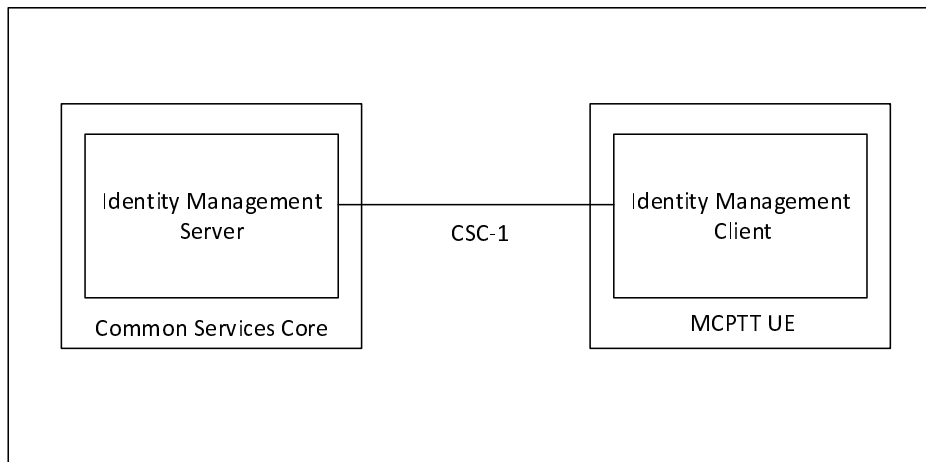 Identity Management
Server
Common Services Core
CSC-1
Identity Management
Client
MCPTT UE